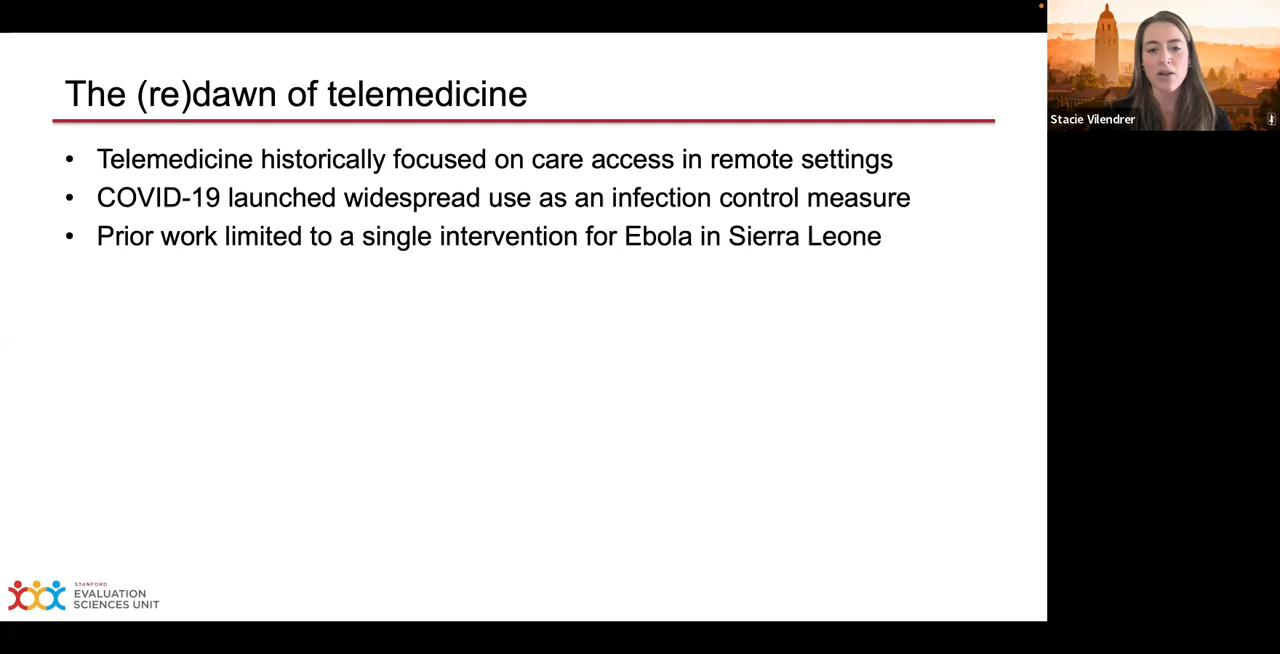 The (re)dawn of telemedicine
• Telemedicine historically focused on care access in remote settings
• COVID-19 launched widespread use as an infection control measure
• Prior work limited to a single intervention for Ebola in Sierra Leone
STANFORD
EVALUATION
SCIENCES UNIT
Stacie Vilendrer